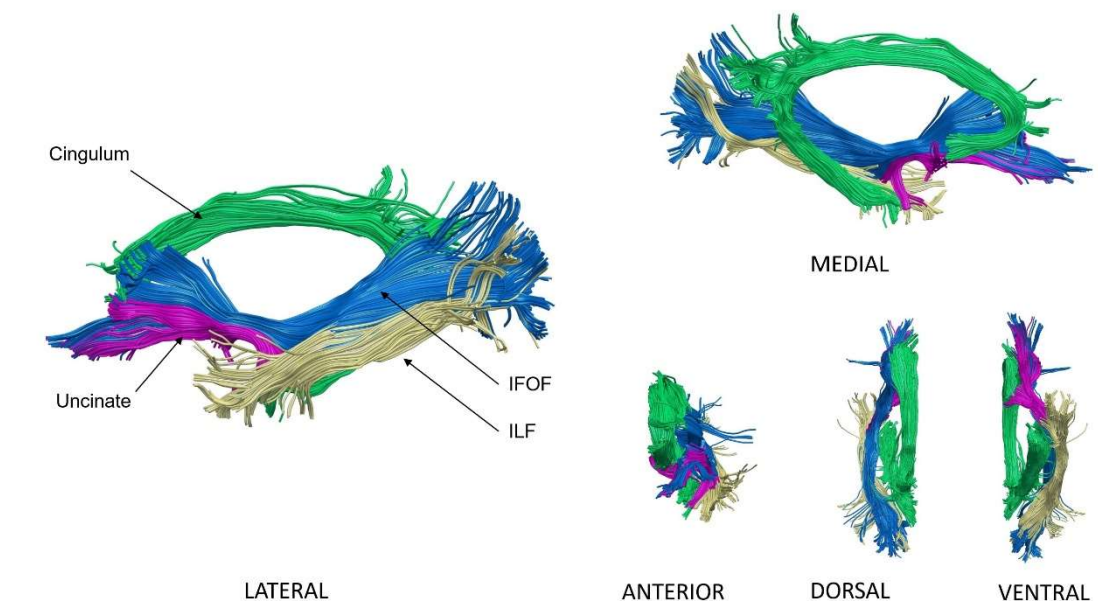 Cingulum
Uncinate
IFOF
ILF
LATERAL
MEDIAL
ANTERIOR
DORSAL
VENTRAL